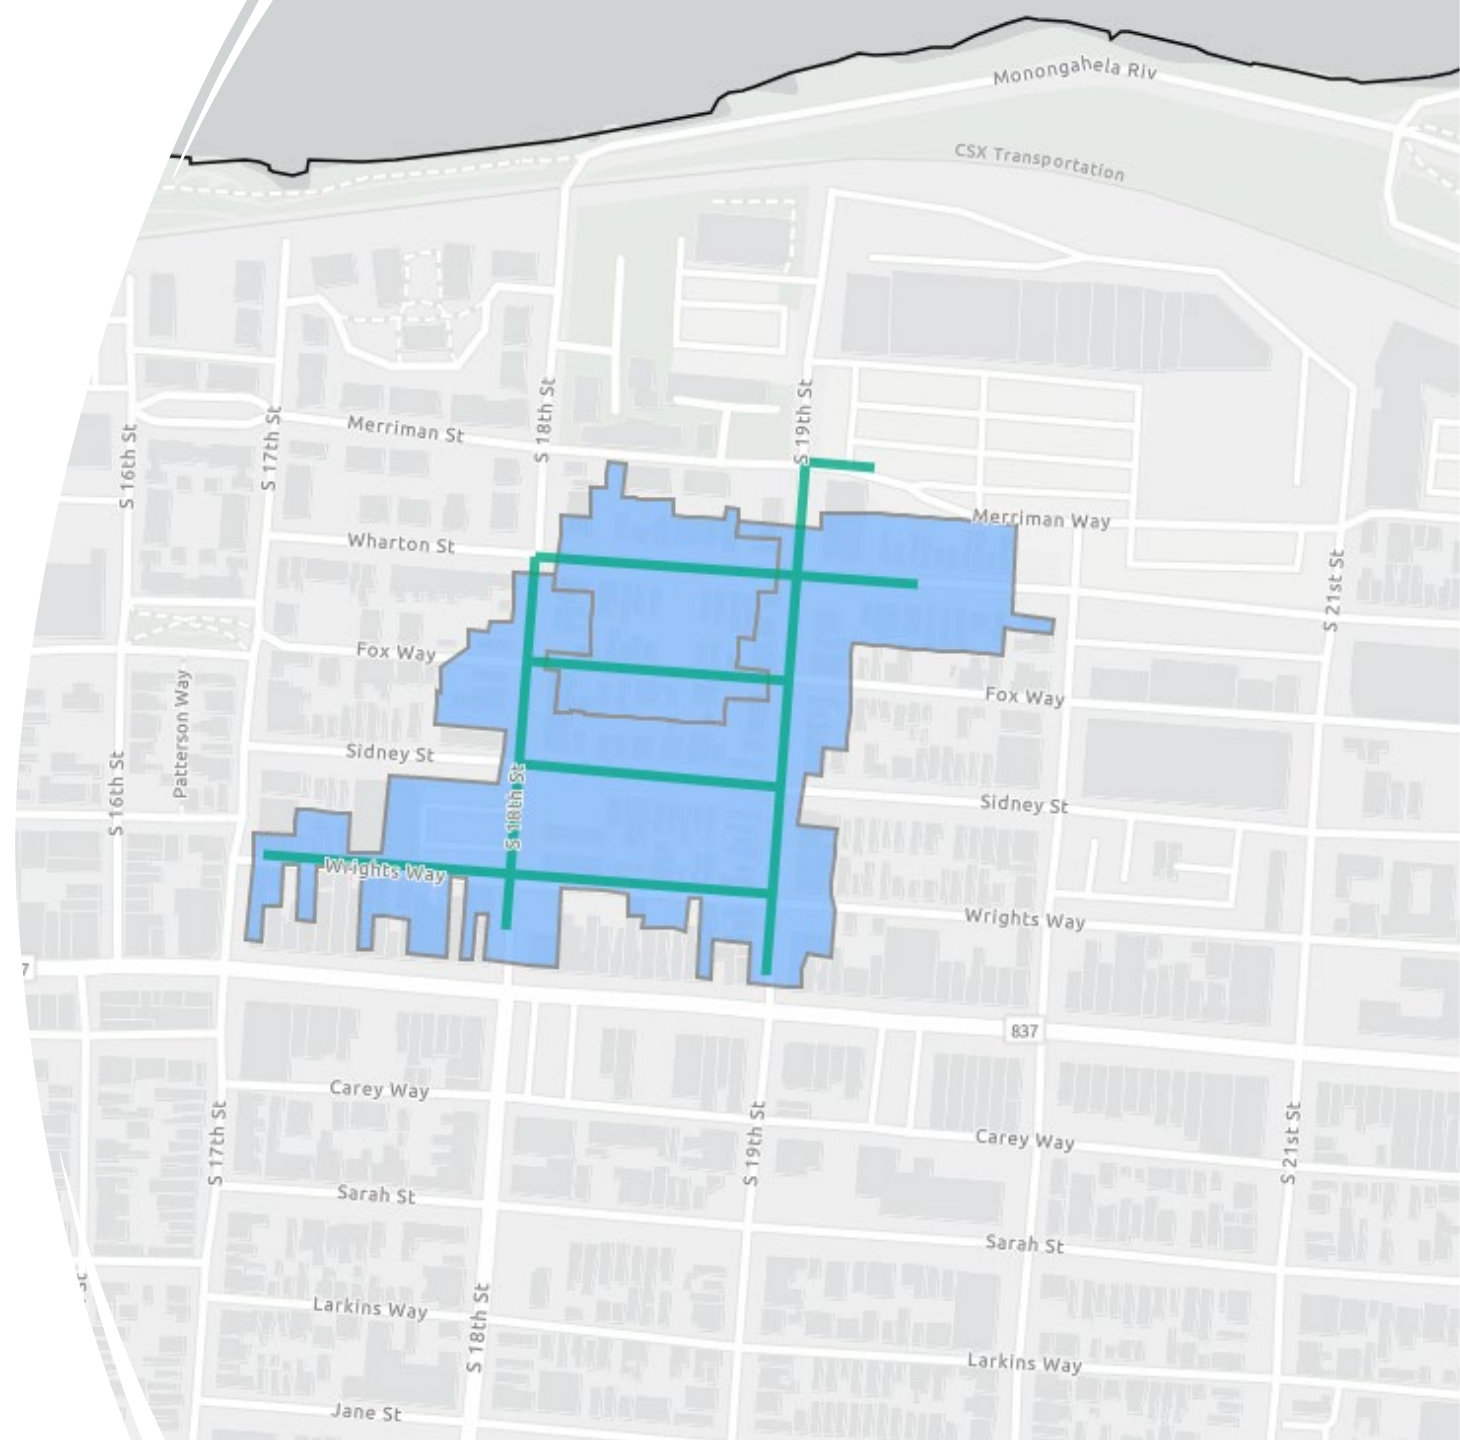 Monongahela Riv
CSX Transportation
S 16th St
S 17th St
Merriman St
S 18th St
S 19th St
Merriman Way
Wharton St
S 21st St
Fox Way
Fox Way
Patterson Way
Sidney St
S 16th St
S 18th St
Sidney St
Wrights Way
Wrights Way
7
837
Carey Way
S 17th St
S 19th St
Carey Way
S 21st St
Sarah St
Sarah St
Larkins Way
S 18th St
Larkins Way
Jane St